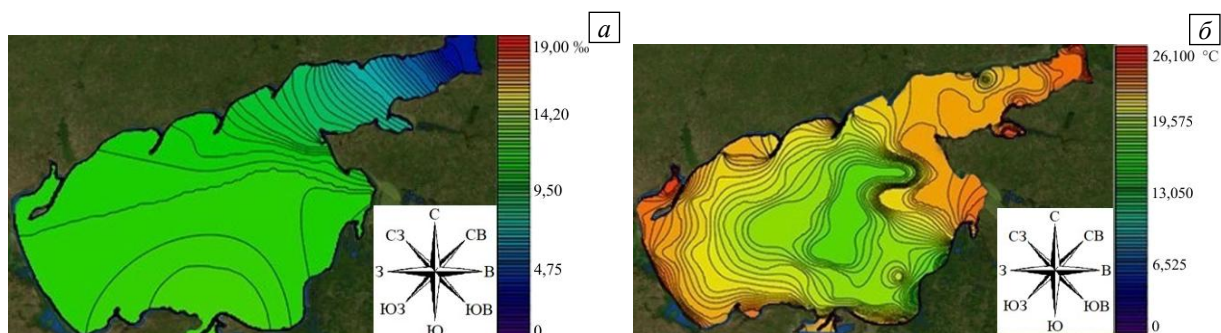 а
19,00 ‰
14,20
9,50
4,75
0
С
СЗ СВ
З В
ЮЗ ЮВ
Ю
б
26,100 °С
19,575
13,050
6,525
0
С
СЗ СВ
З В
ЮЗ ЮВ
Ю